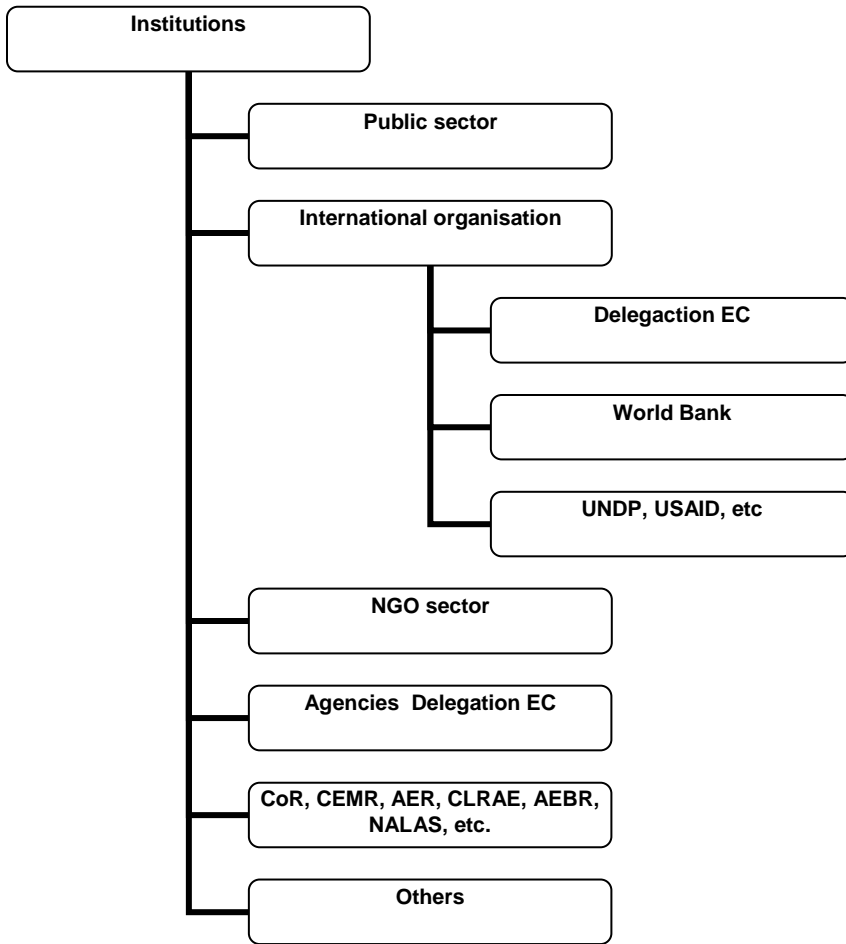 Institutions
Public sector
International organisation
Delegaction EC
World Bank
UNDP, USAID, etc
NGO sector
Agencies Delegation EC
CoR, CEMR, AER, CLRAE, AEBR,
NALAS, etc.
Others